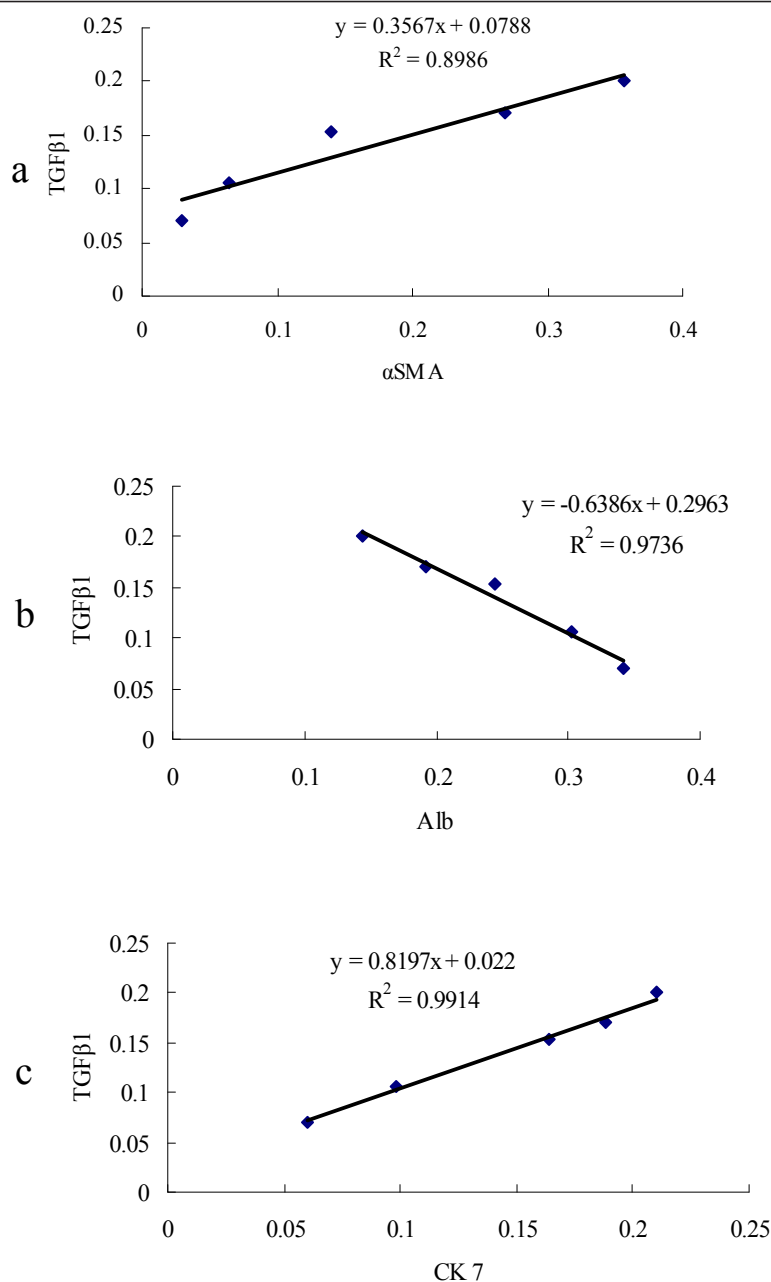 y = 0.3567x + 0.0788
R² = 0.8986
0.25
0.2
0.15
0.1
0.05
0
a
TGFβ1
0 0.1 0.2 0.3 0.4
αSMA
y = -0.6386x + 0.2963
R² = 0.9736
0.25
0.2
0.15
0.1
0.05
0
b
TGFβ1
0 0.1 0.2 0.3 0.4
Alb
y = 0.8197x + 0.022
R² = 0.9914
0.25
0.2
0.15
0.1
0.05
0
c
TGFβ1
0 0.05 0.1 0.15 0.2 0.25
CK 7